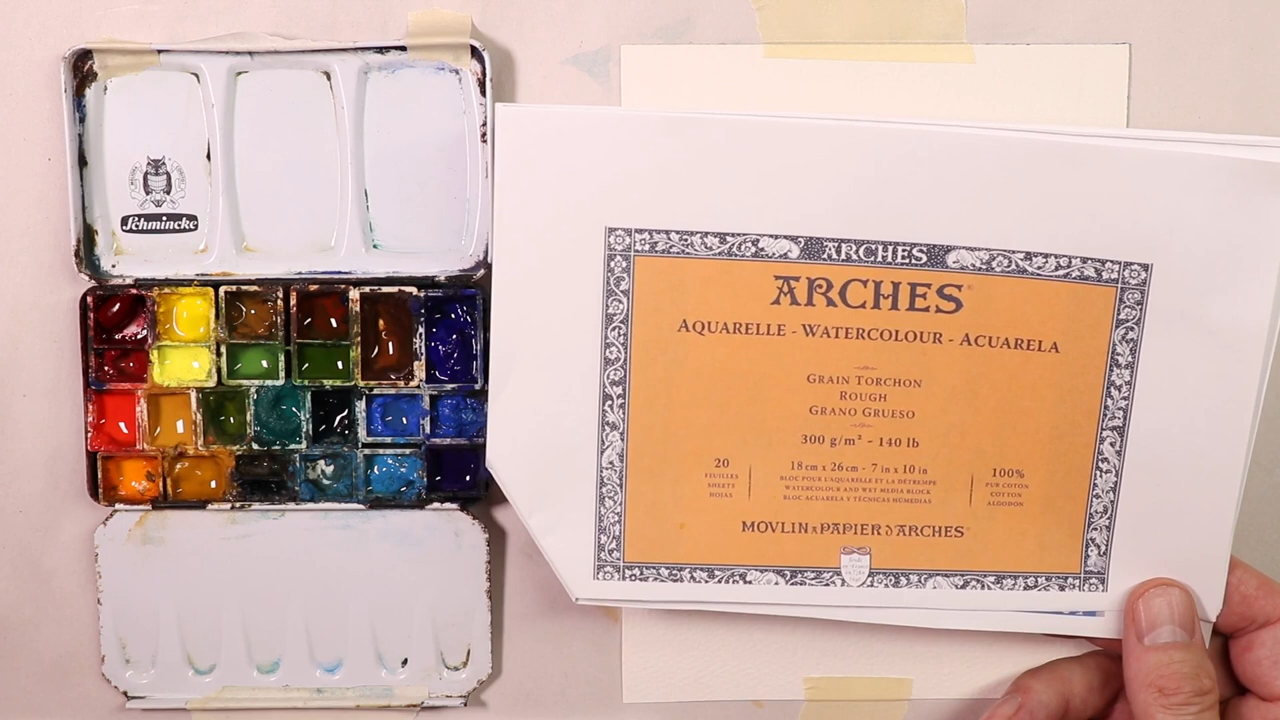 Schmincke
ARCHES
ARCHES
AQUARELLE - WATERCOLOUR - ACUARELA
GRAIN TORCHON
ROUGH
GRANO GRUESO
300 g/m² - 140 lb
20
FEUILLES
SHEETS
HOJAS
18 cm x 26 cm - 7 in x 10 in
BLOC POUR L'AQUARELLE ET LA DÉTREMPE
WATERCOLOUR AND WET MEDIA BLOCK
BLOC ACUARELA Y TÉCNICAS HÚMEDIAS
100%
PUR COTON
COTTON
ALGODON
MOVLIN A PAPIER D'ARCHES